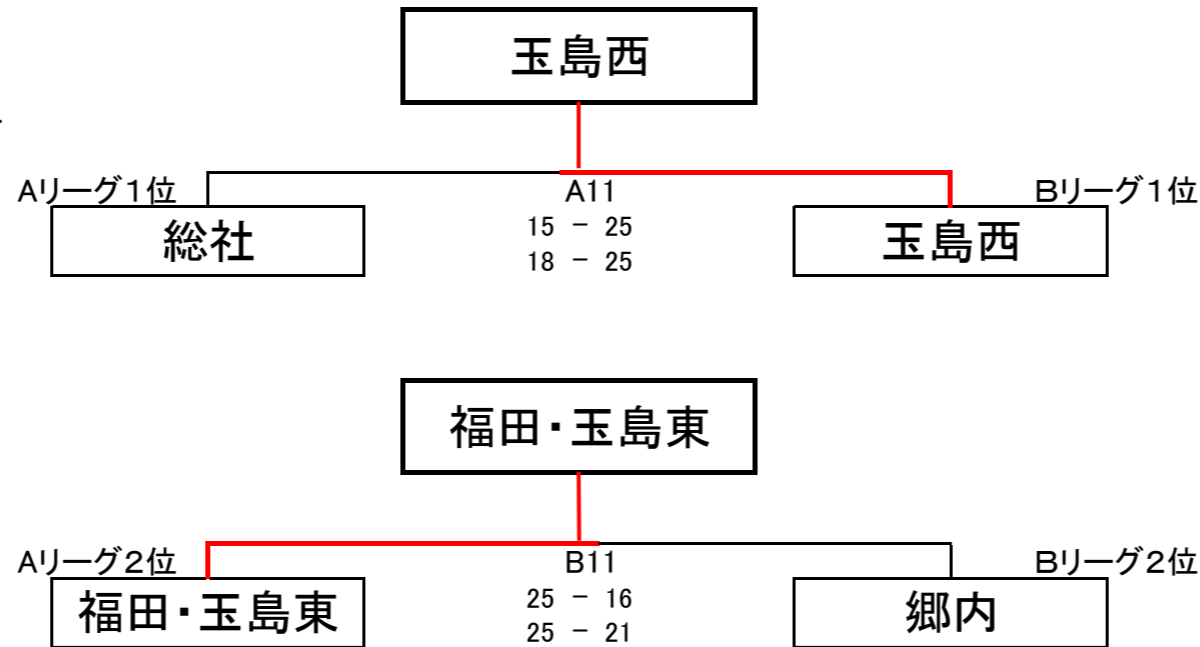 玉島西
Aリーグ1位
A11
Bリーグ1位
総社
15 － 25
玉島西
18 － 25
福田・玉島東
Aリーグ2位
B11
Bリーグ2位
福田・玉島東
25 － 16
郷内
25 － 21